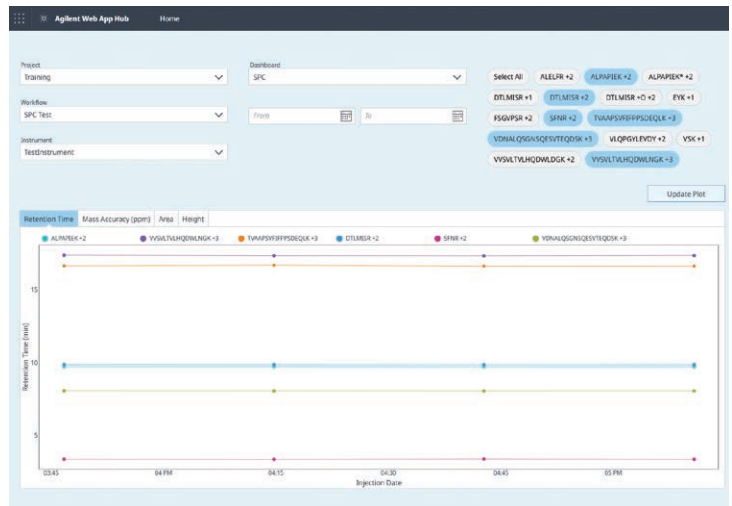 Agilent Web App Hub Home
Project
Training
Dashboard
SPC
Workflow
SPC Test
From
To
Instrument
TestInstrument
Select All ALELFR +2 ALPAPIEK +2 ALPAPIEK* +2
DTLMISR +1 DTLMISR +2 DTLMISR +O +2 EYK +1
FSGVPSR +2 SFNR +2 TVAAPSVFIFPPSDEQLK +3
VDNALQSGNSQESVTEQDSK +3 VLQPGYLEVDY +2 VSK +1
VVSVLTVLHQDWLDGK +2 VVSVLTVLHQDWLNGK +3
Update Plot
Retention Time Mass Accuracy (ppm) Area Height
ALPAPIEK +2 VVSVLTVLHQDWLNGK +3 TVAAPSVFIFPPSDEQLK +3 DTLMISR +2 SFNR +2 VDNALQSGNSQESVTEQDSK +3
Retention Time (min)
15
10
5
03:45 04 PM 04:15 04:30 04:45 05 PM
Injection Date